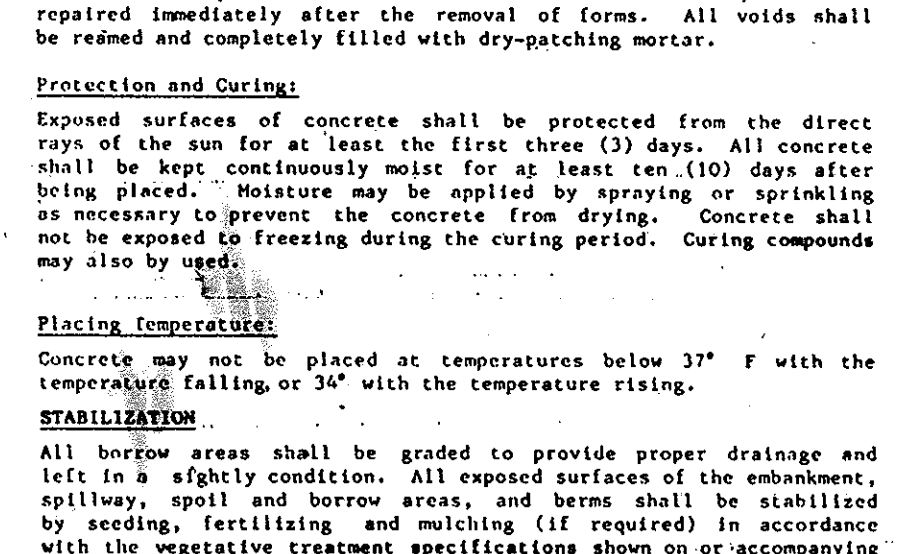 repaired immediately after the removal of forms. All voids shall
be reamed and completely filled with dry-patching mortar.
Protection and Curing:
Exposed surfaces of concrete shall be protected from the direct
rays of the sun for at least the first three (3) days. All concrete
shall be kept continuously moist for at least ten (10) days after
being placed. Moisture may be applied by spraying or sprinkling
as necessary to prevent the concrete from drying. Concrete shall
not be exposed to freezing during the curing period. Curing compounds
may also by used.
Placing Temperature:
Concrete may not be placed at temperatures below 37° F with the
temperature falling, or 34° with the temperature rising.
STABILIZATION
All borrow areas shall be graded to provide proper drainage and
left in a sightly condition. All exposed surfaces of the embankment,
spillway, spoil and borrow areas, and berms shall be stabilized
by seeding, fertilizing and mulching (if required) in accordance
with the vegetative treatment specifications shown on or accompanying